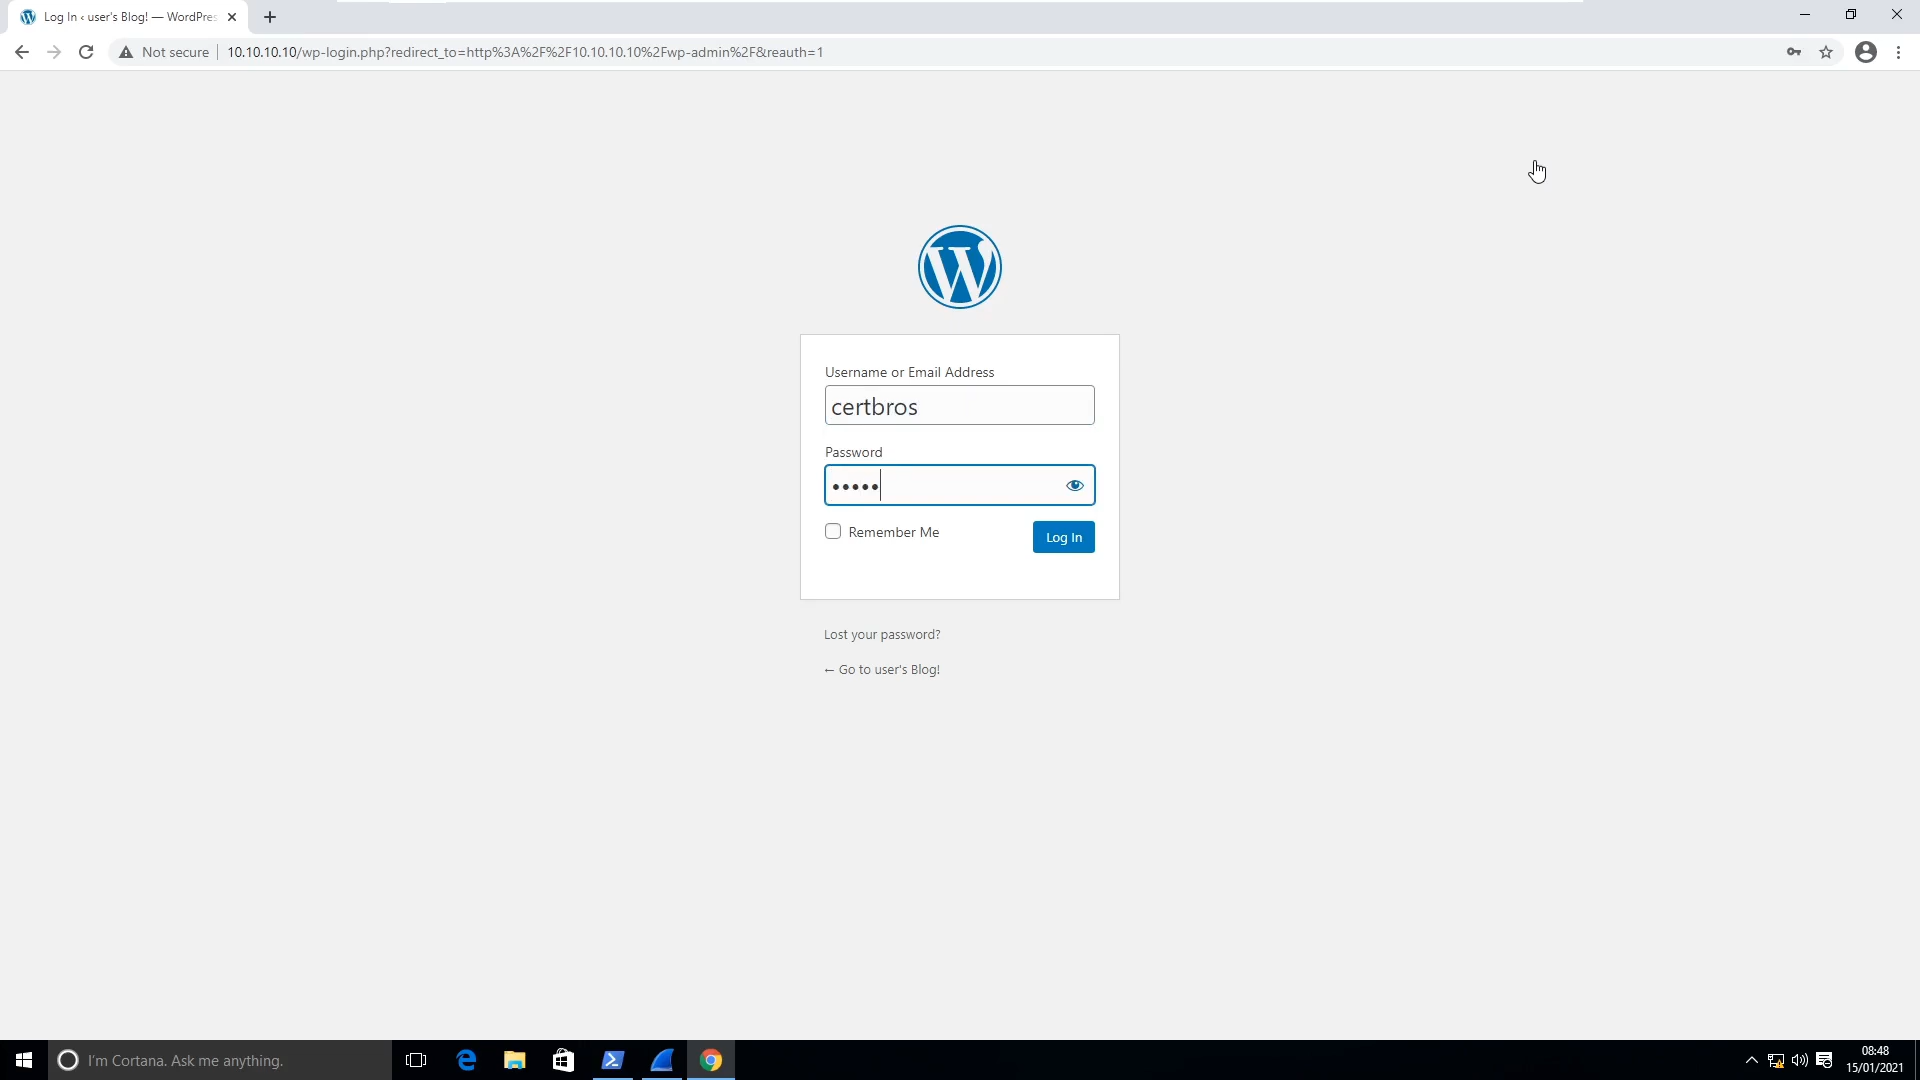 Log In ‹ user's Blog! — WordPres
Not secure
10.10.10.10/wp-login.php?redirect_to=http%3A%2F%2F10.10.10.10%2Fwp-admin%2F&reauth=1
Username or Email Address
certbros
Password
•••••
Remember Me
Log In
Lost your password?
← Go to user's Blog!
I'm Cortana. Ask me anything.
08:48
15/01/2021